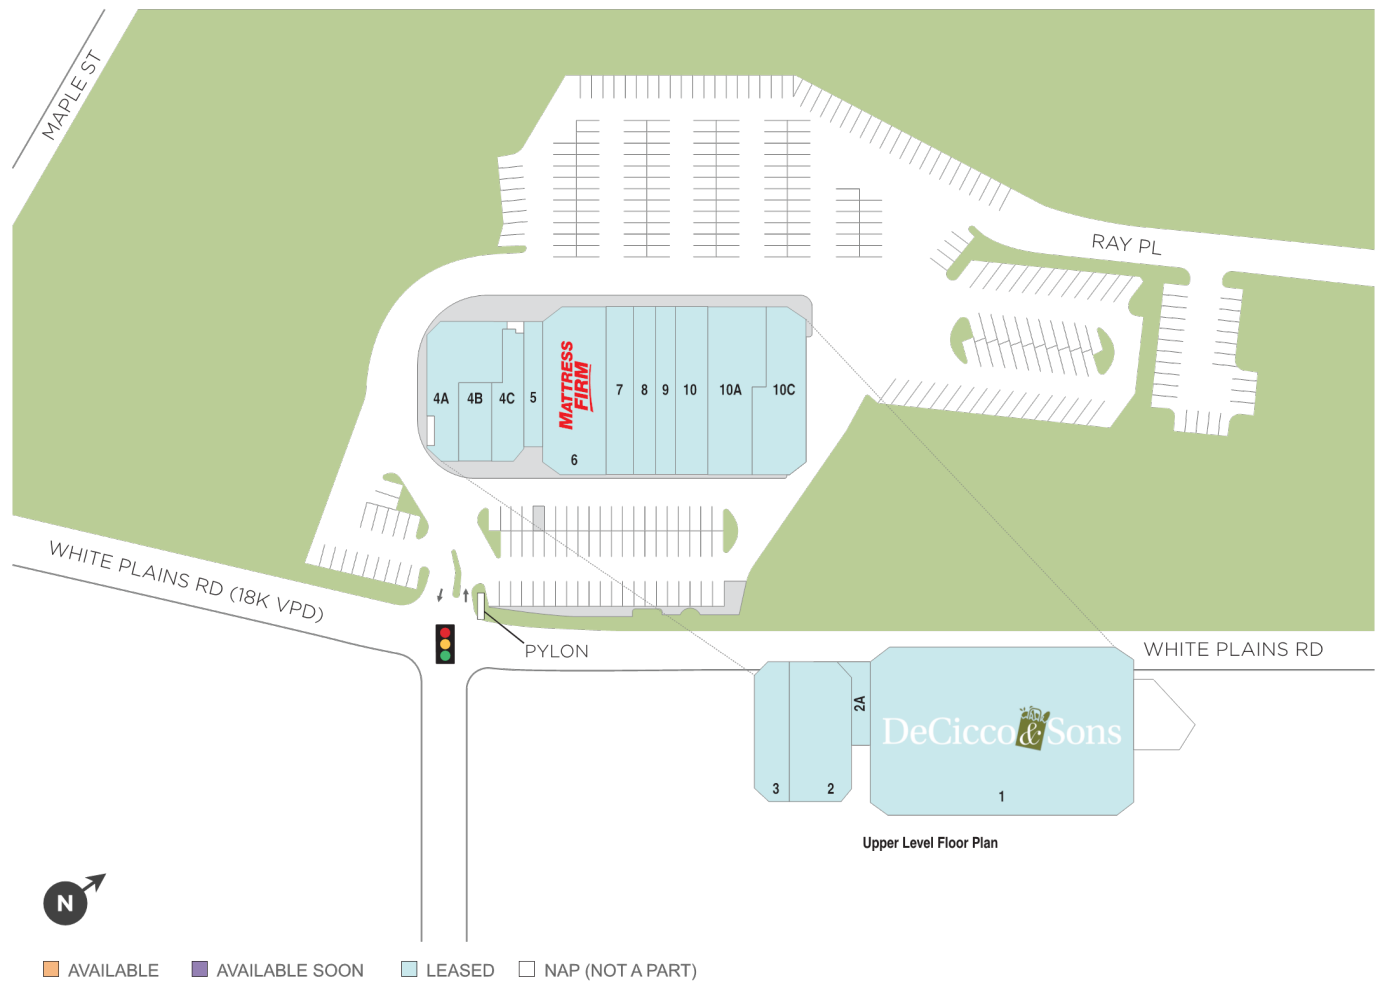 MAPLE ST
RAY PL
MATTRESS
FIRM
4A
4B
4C
5
6
7
8
9
10
10A
10C
WHITE PLAINS RD (18K VPD)
PYLON
WHITE PLAINS RD
2A
DeCicco & Sons
3
2
1
Upper Level Floor Plan
N
AVAILABLE
AVAILABLE SOON
LEASED
NAP (NOT A PART)